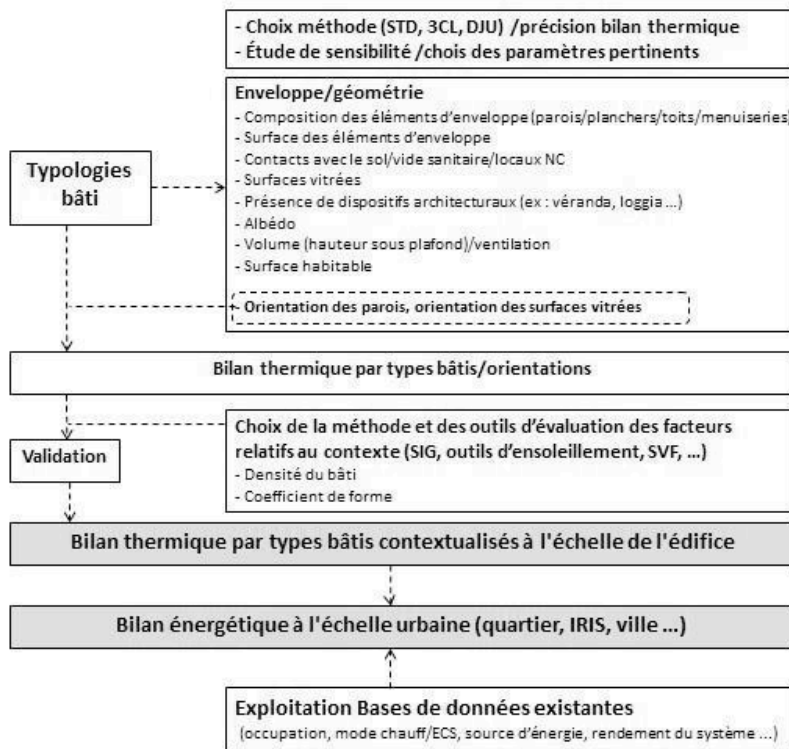 - Choix méthode (STD, 3CL, DJU) /précision bilan thermique
- Étude de sensibilité /chois des paramètres pertinents
Enveloppe/géométrie
- Composition des éléments d'enveloppe (parois/planchers/toits/menuiseries)
- Surface des éléments d'enveloppe
- Contacts avec le sol/vide sanitaire/locaux NC
- Surfaces vitrées
- Présence de dispositifs architecturaux (ex : véranda, loggia ...)
- Albédo
- Volume (hauteur sous plafond)/ventilation
- Surface habitable
- Orientation des parois, orientation des surfaces vitrées
Typologies
bâti
Bilan thermique par types bâtis/orientations
Choix de la méthode et des outils d'évaluation des facteurs
relatifs au contexte (SIG, outils d'ensoleillement, SVF, ...)
- Densité du bâti
- Coefficient de forme
Validation
Bilan thermique par types bâtis contextualisés à l'échelle de l'édifice
Bilan énergétique à l'échelle urbaine (quartier, IRIS, ville ...)
Exploitation Bases de données existantes
(occupation, mode chauff/ECS, source d'énergie, rendement du système ...)